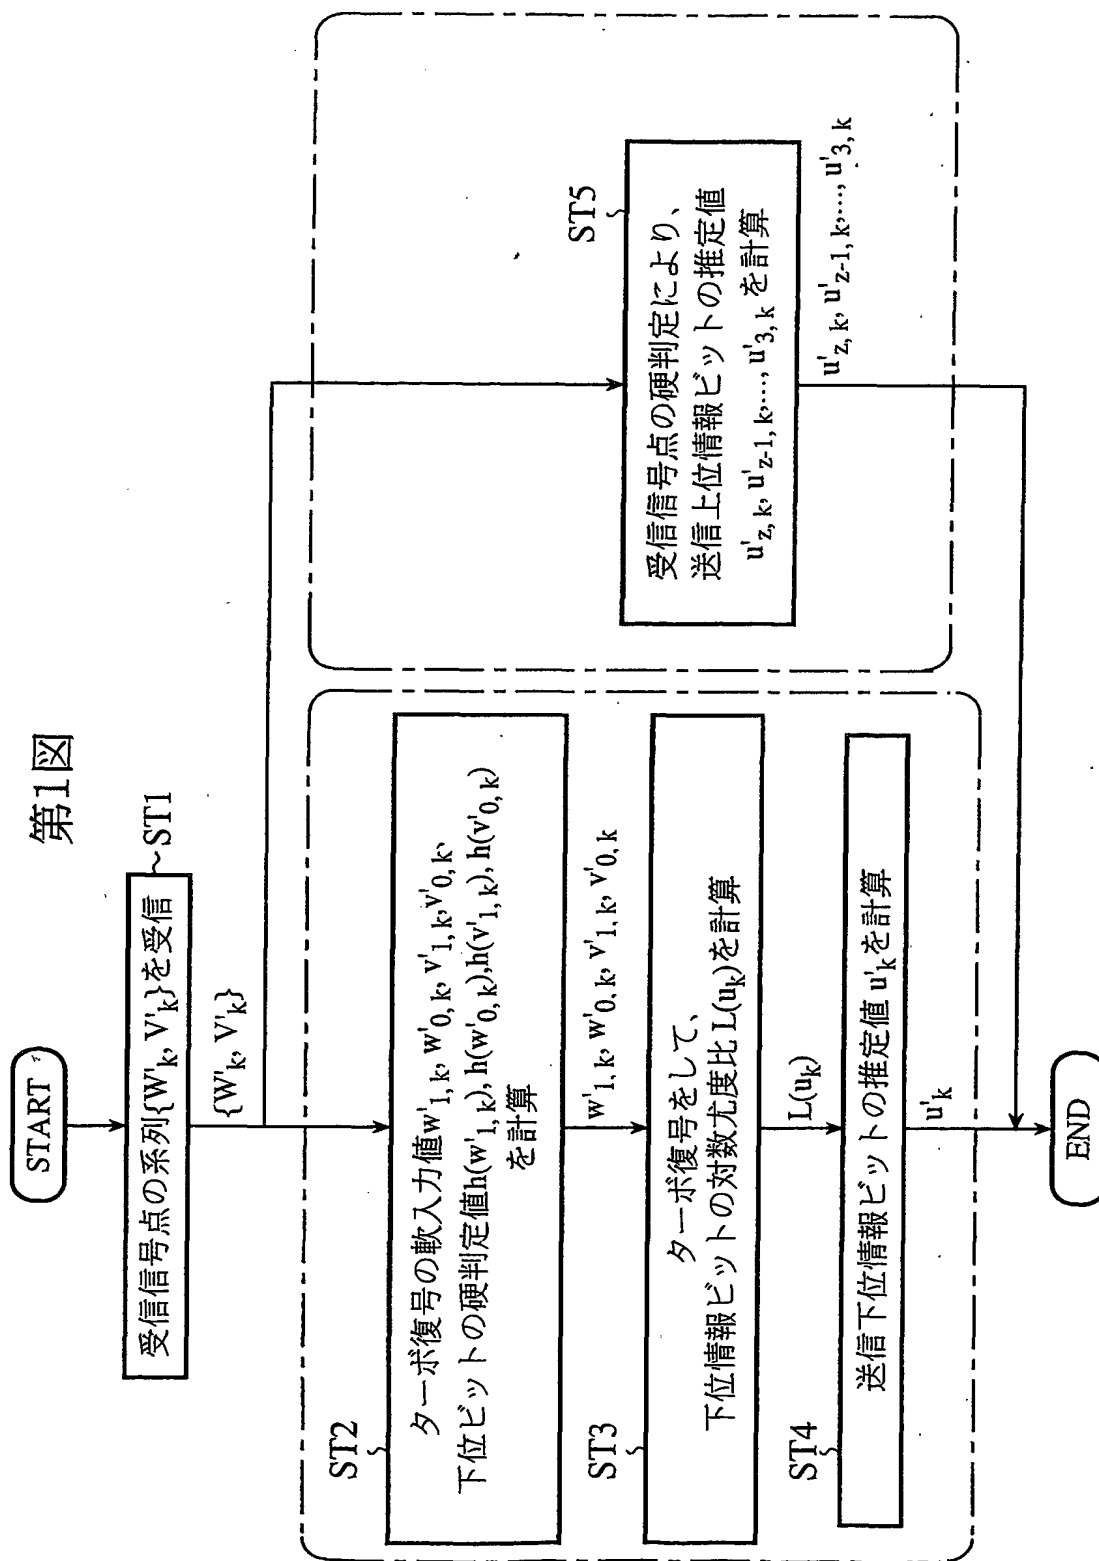 第1図
START
受信信号点の系列{W'k, V'k}を受信
ST1
{W'k, V'k}
ST2
ターボ復号の軟入力値w'1, k, w'0, k, v'1, k,v'0, k、
下位ビットの硬判定値h(w'1, k), h(w'0, k),h(v'1, k), h(v'0, k)
を計算
w'1, k, w'0, k, v'1, k, v'0, k
ST3
ターボ復号をして、
下位情報ビットの対数尤度比 L(uk)を計算
L(uk)
ST4
送信下位情報ビットの推定値 u'kを計算
u'k
ST5
受信信号点の硬判定により、
送信上位情報ビットの推定値
u'z, k, u'z-1, k,..., u'3, k を計算
u'z, k, u'z-1, k,..., u'3, k
END